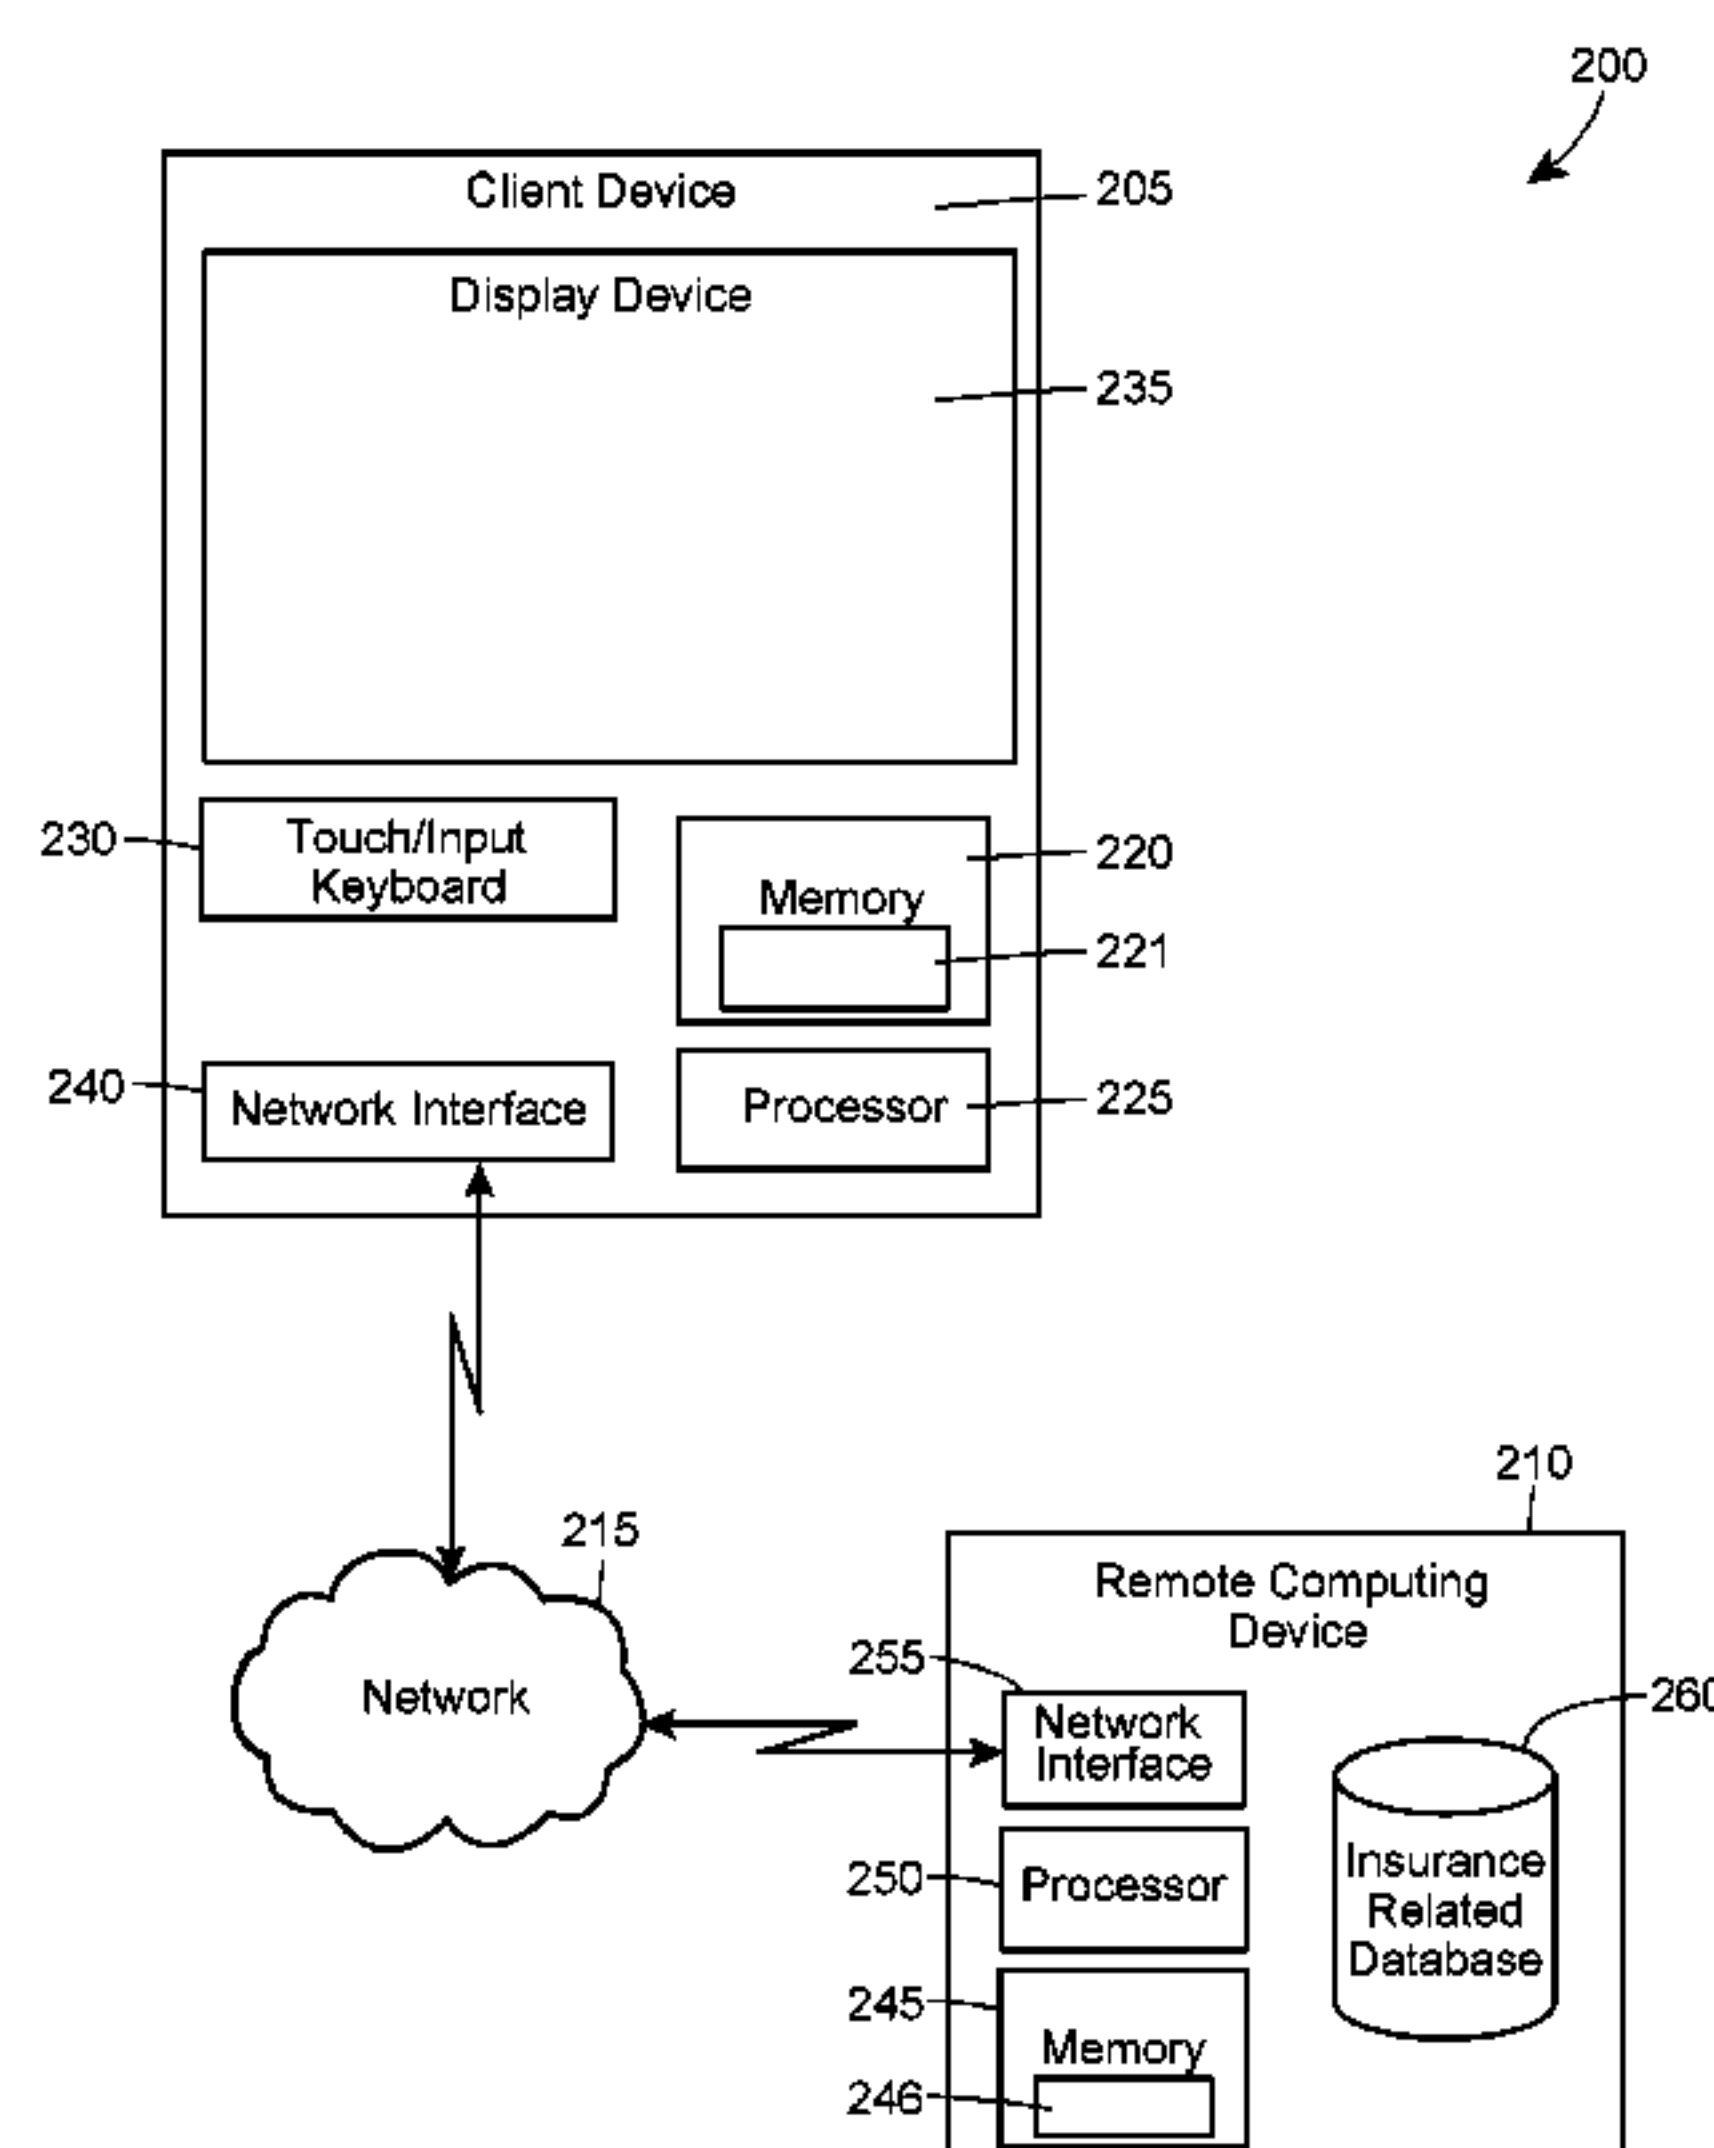 200
Client Device
205
Display Device
235
230
Touch/Input
Keyboard
220
Memory
221
240
Network Interface
Processor
225
210
215
Remote Computing
Device
255
Network
Network
Interface
260
250
Processor
Insurance
Related
Database
245
Memory
246